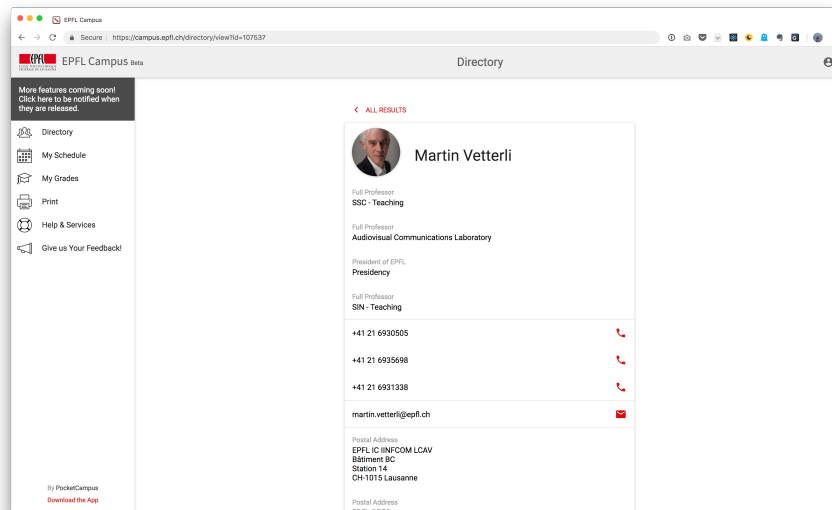 EPFL Campus
Secure | https://campus.epfl.ch/directory/view?id=107537
EPFL
EPFL Campus Beta
Directory
More features coming soon!
Click here to be notified when
they are released.
Directory
My Schedule
My Grades
Print
Help & Services
Give us Your Feedback!
By PocketCampus
Download the App
ALL RESULTS
Martin Vetterli
Full Professor
SSC - Teaching
Full Professor
Audiovisual Communications Laboratory
President of EPFL
Presidency
Full Professor
SIN - Teaching
+41 21 6930505
+41 21 6935698
+41 21 6931338
martin.vetterli@epfl.ch
Postal Address
EPFL IC IINFCOM LCAV
Bâtiment BC
Station 14
CH-1015 Lausanne
Postal Address